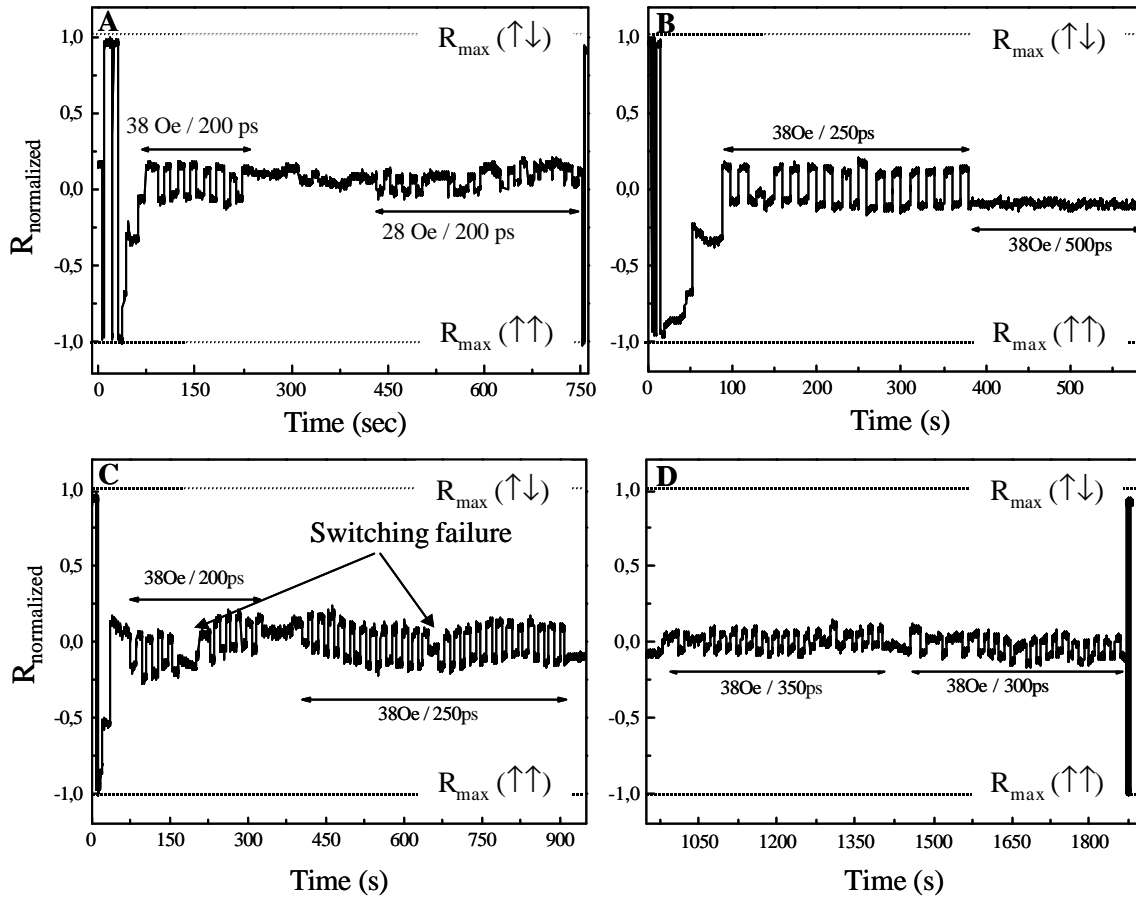 A
R_max (↑↓)
1,0
0,5
0,0
-0,5
-1,0
R_normalized
38 Oe / 200 ps
28 Oe / 200 ps
R_max (↑↑)
0 150 300 450 600 750
Time (sec)
B
R_max (↑↓)
1,0
0,5
0,0
-0,5
-1,0
38Oe / 250ps
38Oe / 500ps
R_max (↑↑)
0 100 200 300 400 500
Time (s)
C
R_max (↑↓)
1,0
0,5
0,0
-0,5
-1,0
R_normalized
Switching failure
38Oe / 200ps
38Oe / 250ps
R_max (↑↑)
0 150 300 450 600 750 900
Time (s)
D
R_max (↑↓)
1,0
0,5
0,0
-0,5
-1,0
38Oe / 350ps
38Oe / 300ps
R_max (↑↑)
1050 1200 1350 1500 1650 1800
Time (s)